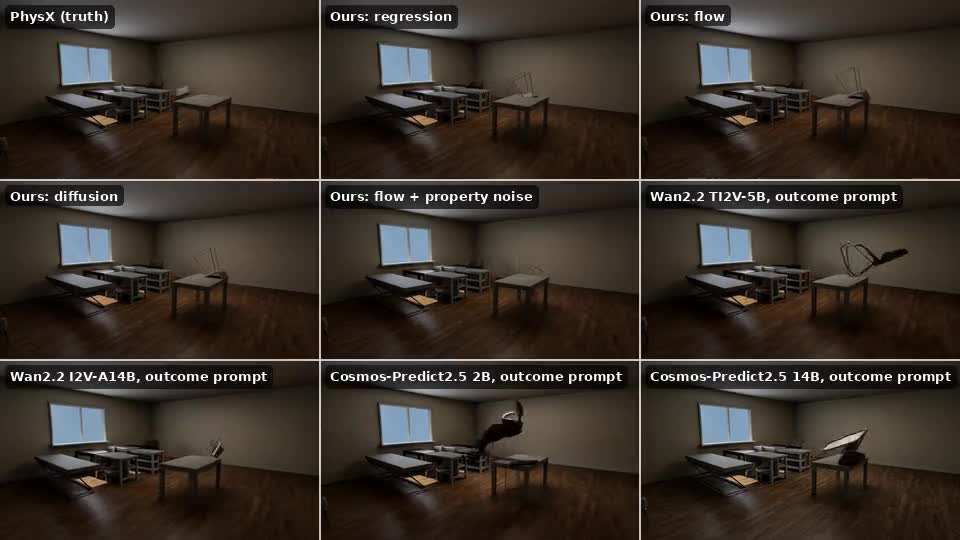 PhysX (truth)
Ours: regression
Ours: flow
Ours: diffusion
Ours: flow + property noise
Wan2.2 TI2V-5B, outcome prompt
Wan2.2 I2V-A14B, outcome prompt
Cosmos-Predict2.5 2B, outcome prompt
Cosmos-Predict2.5 14B, outcome prompt